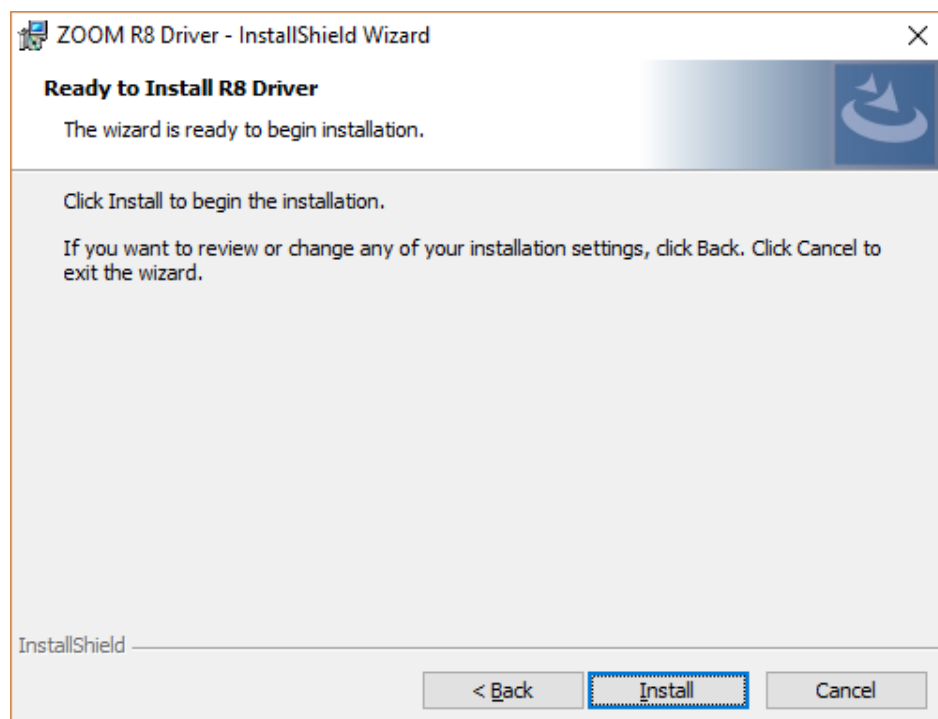 ZOOM R8 Driver - InstallShield Wizard
Ready to Install R8 Driver
The wizard is ready to begin installation.
Click Install to begin the installation.
If you want to review or change any of your installation settings, click Back. Click Cancel to
exit the wizard.
InstallShield
< Back
Install
Cancel